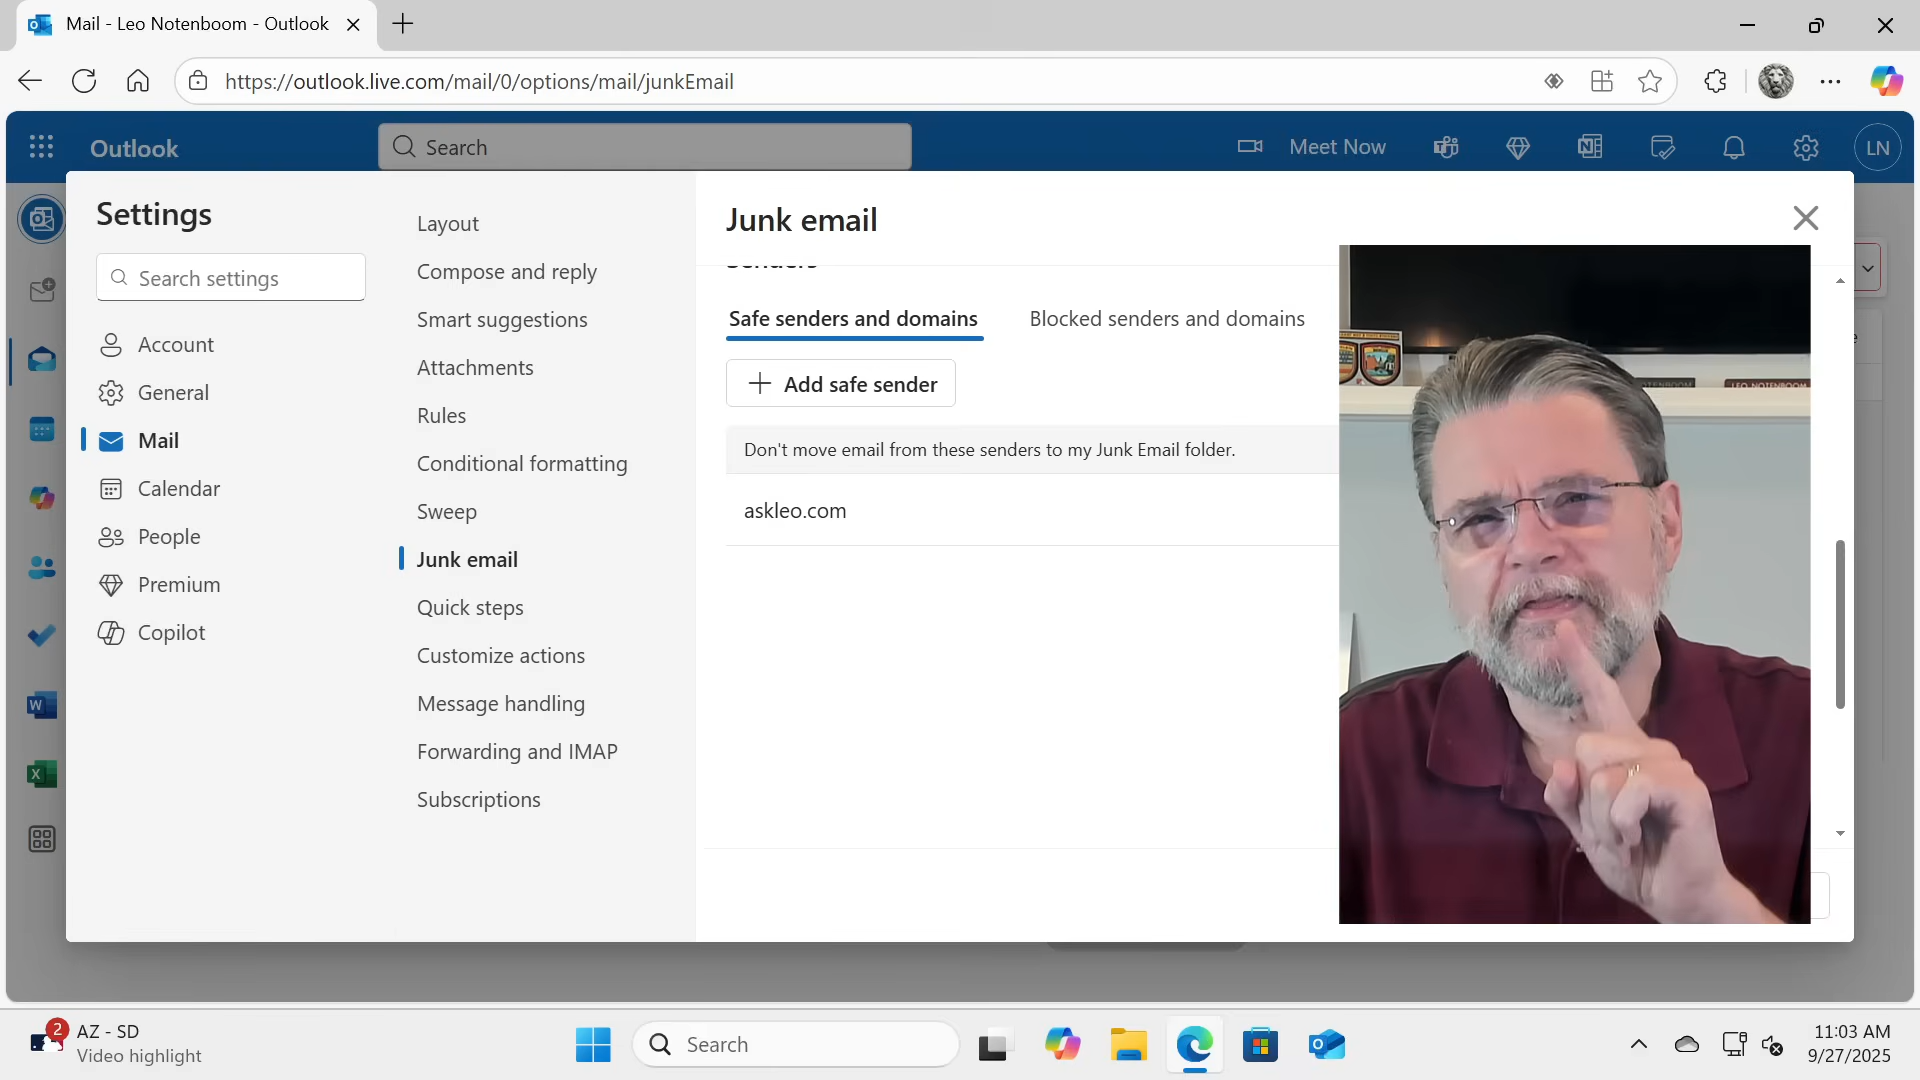 Mail - Leo Notenboom - Outlook
https://outlook.live.com/mail/0/options/mail/junkEmail
Outlook
Search
Meet Now
LN
Settings
Search settings
Account
General
Mail
Calendar
People
Premium
Copilot
Layout
Compose and reply
Smart suggestions
Attachments
Rules
Conditional formatting
Sweep
Junk email
Quick steps
Customize actions
Message handling
Forwarding and IMAP
Subscriptions
Junk email
Senders
Safe senders and domains
Blocked senders and domains
Add safe sender
Don't move email from these senders to my Junk Email folder.
askleo.com
LEO NOTENBOOM
2
AZ - SD
Video highlight
Search
11:03 AM
9/27/2025